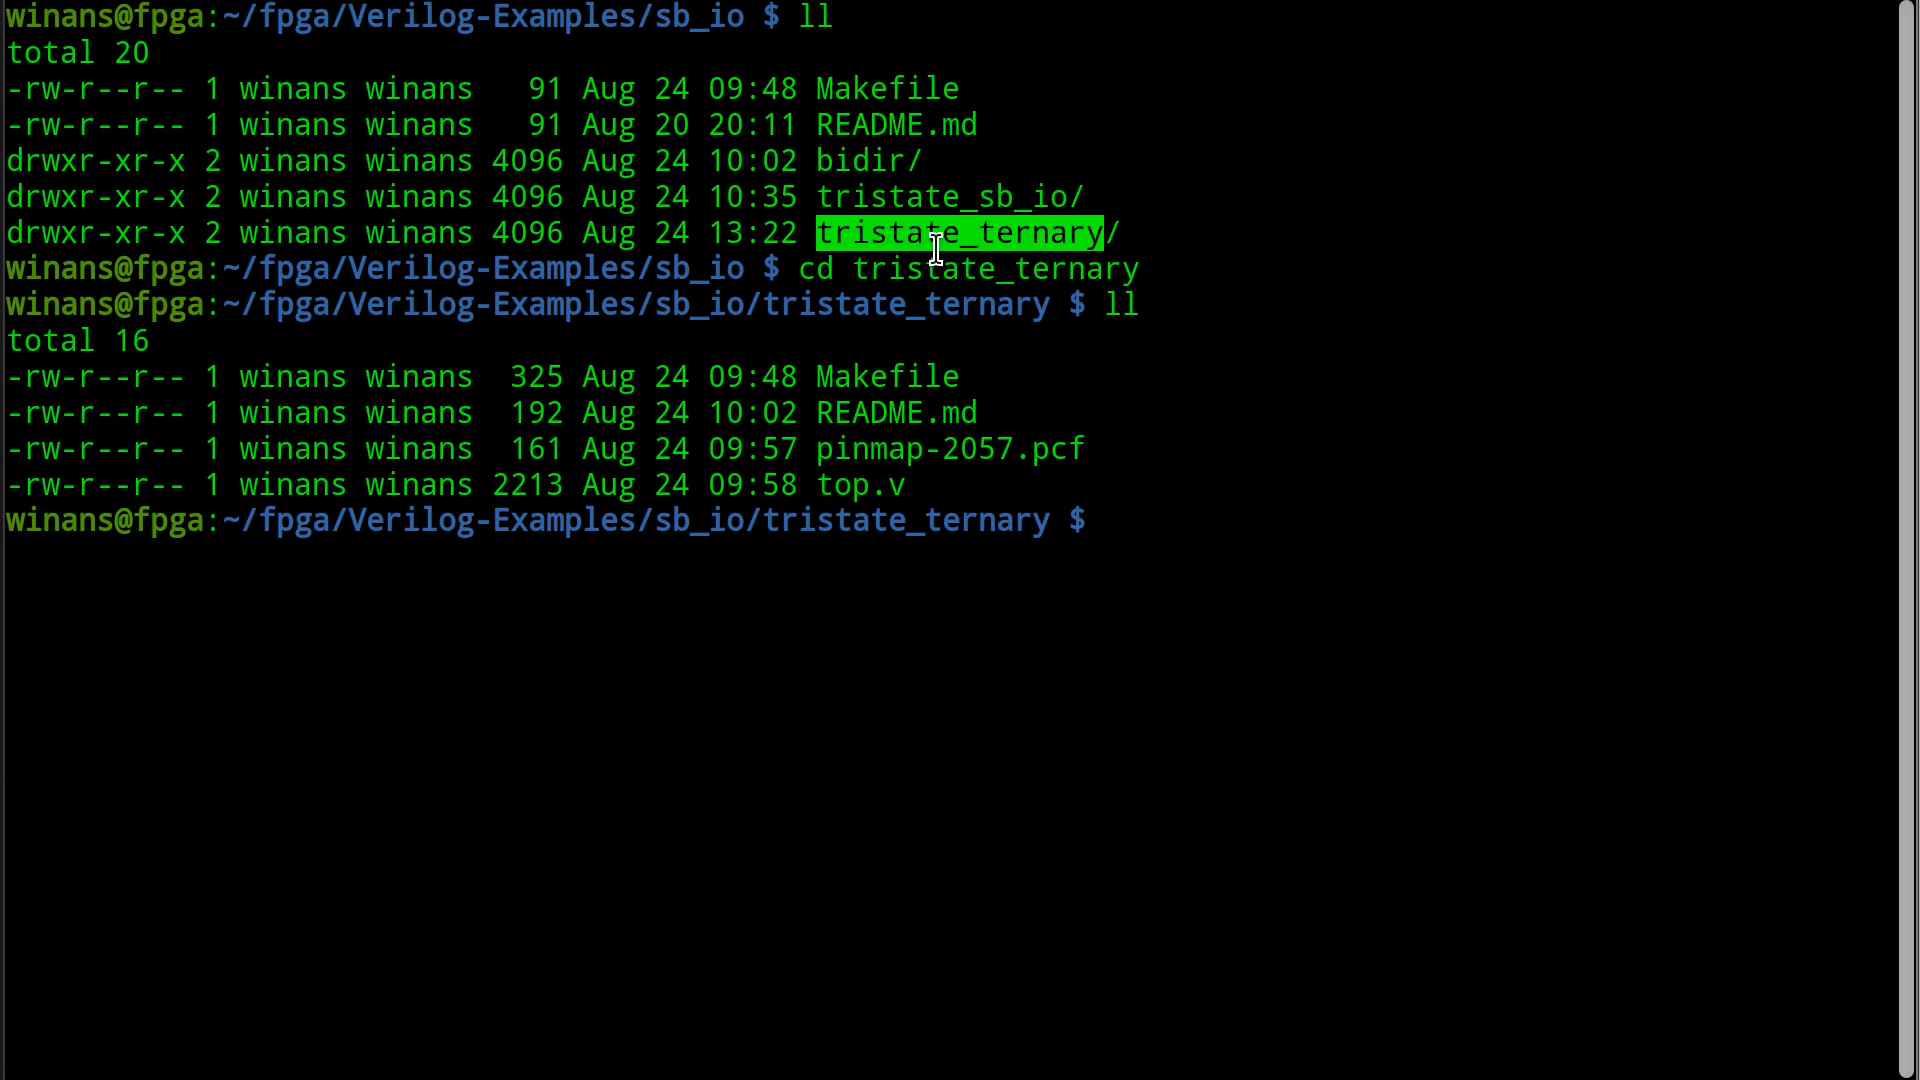 winans@fpga:~/fpga/Verilog-Examples/sb_io $ ll
total 20
-rw-r--r-- 1 winans winans   91 Aug 24 09:48 Makefile
-rw-r--r-- 1 winans winans   91 Aug 20 20:11 README.md
drwxr-xr-x 2 winans winans 4096 Aug 24 10:02 bidir/
drwxr-xr-x 2 winans winans 4096 Aug 24 10:35 tristate_sb_io/
drwxr-xr-x 2 winans winans 4096 Aug 24 13:22 tristate_ternary/
winans@fpga:~/fpga/Verilog-Examples/sb_io $ cd tristate_ternary
winans@fpga:~/fpga/Verilog-Examples/sb_io/tristate_ternary $ ll
total 16
-rw-r--r-- 1 winans winans  325 Aug 24 09:48 Makefile
-rw-r--r-- 1 winans winans  192 Aug 24 10:02 README.md
-rw-r--r-- 1 winans winans  161 Aug 24 09:57 pinmap-2057.pcf
-rw-r--r-- 1 winans winans 2213 Aug 24 09:58 top.v
winans@fpga:~/fpga/Verilog-Examples/sb_io/tristate_ternary $